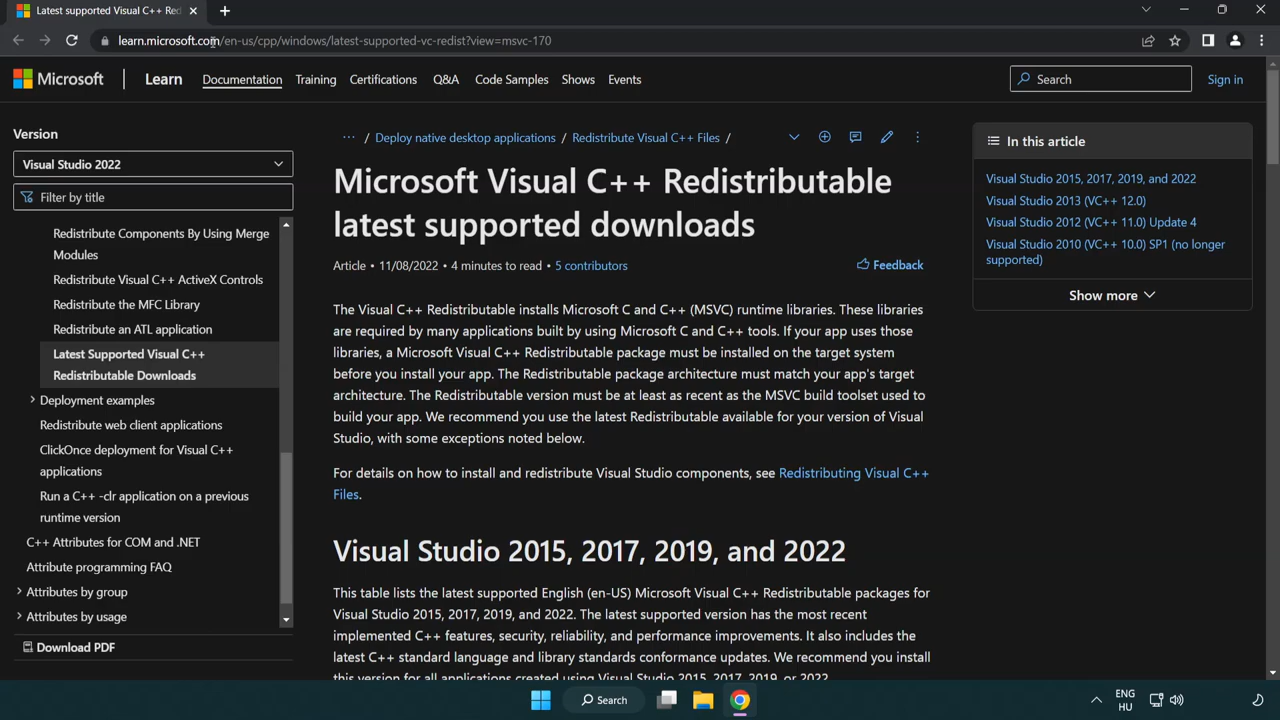 Latest supported Visual C++ Red
learn.microsoft.com/en-us/cpp/windows/latest-supported-vc-redist?view=msvc-170
Microsoft
Learn
Documentation
Training
Certifications
Q&A
Code Samples
Shows
Events
Search
Sign in
Version
Visual Studio 2022
Filter by title
Redistribute Components By Using Merge
Modules
Redistribute Visual C++ ActiveX Controls
Redistribute the MFC Library
Redistribute an ATL application
Latest Supported Visual C++
Redistributable Downloads
Deployment examples
Redistribute web client applications
ClickOnce deployment for Visual C++
applications
Run a C++ -clr application on a previous
runtime version
C++ Attributes for COM and .NET
Attribute programming FAQ
Attributes by group
Attributes by usage
Download PDF
... / Deploy native desktop applications / Redistribute Visual C++ Files /
Microsoft Visual C++ Redistributable
latest supported downloads
Article • 11/08/2022 • 4 minutes to read • 5 contributors
Feedback
The Visual C++ Redistributable installs Microsoft C and C++ (MSVC) runtime libraries. These libraries
are required by many applications built by using Microsoft C and C++ tools. If your app uses those
libraries, a Microsoft Visual C++ Redistributable package must be installed on the target system
before you install your app. The Redistributable package architecture must match your app's target
architecture. The Redistributable version must be at least as recent as the MSVC build toolset used to
build your app. We recommend you use the latest Redistributable available for your version of Visual
Studio, with some exceptions noted below.
For details on how to install and redistribute Visual Studio components, see Redistributing Visual C++
Files.
Visual Studio 2015, 2017, 2019, and 2022
This table lists the latest supported English (en-US) Microsoft Visual C++ Redistributable packages for
Visual Studio 2015, 2017, 2019, and 2022. The latest supported version has the most recent
implemented C++ features, security, reliability, and performance improvements. It also includes the
latest C++ standard language and library standards conformance updates. We recommend you install
this version for all applications created using Visual Studio 2015, 2017, 2019, or 2022.
In this article
Visual Studio 2015, 2017, 2019, and 2022
Visual Studio 2013 (VC++ 12.0)
Visual Studio 2012 (VC++ 11.0) Update 4
Visual Studio 2010 (VC++ 10.0) SP1 (no longer
supported)
Show more
Search
ENG
HU